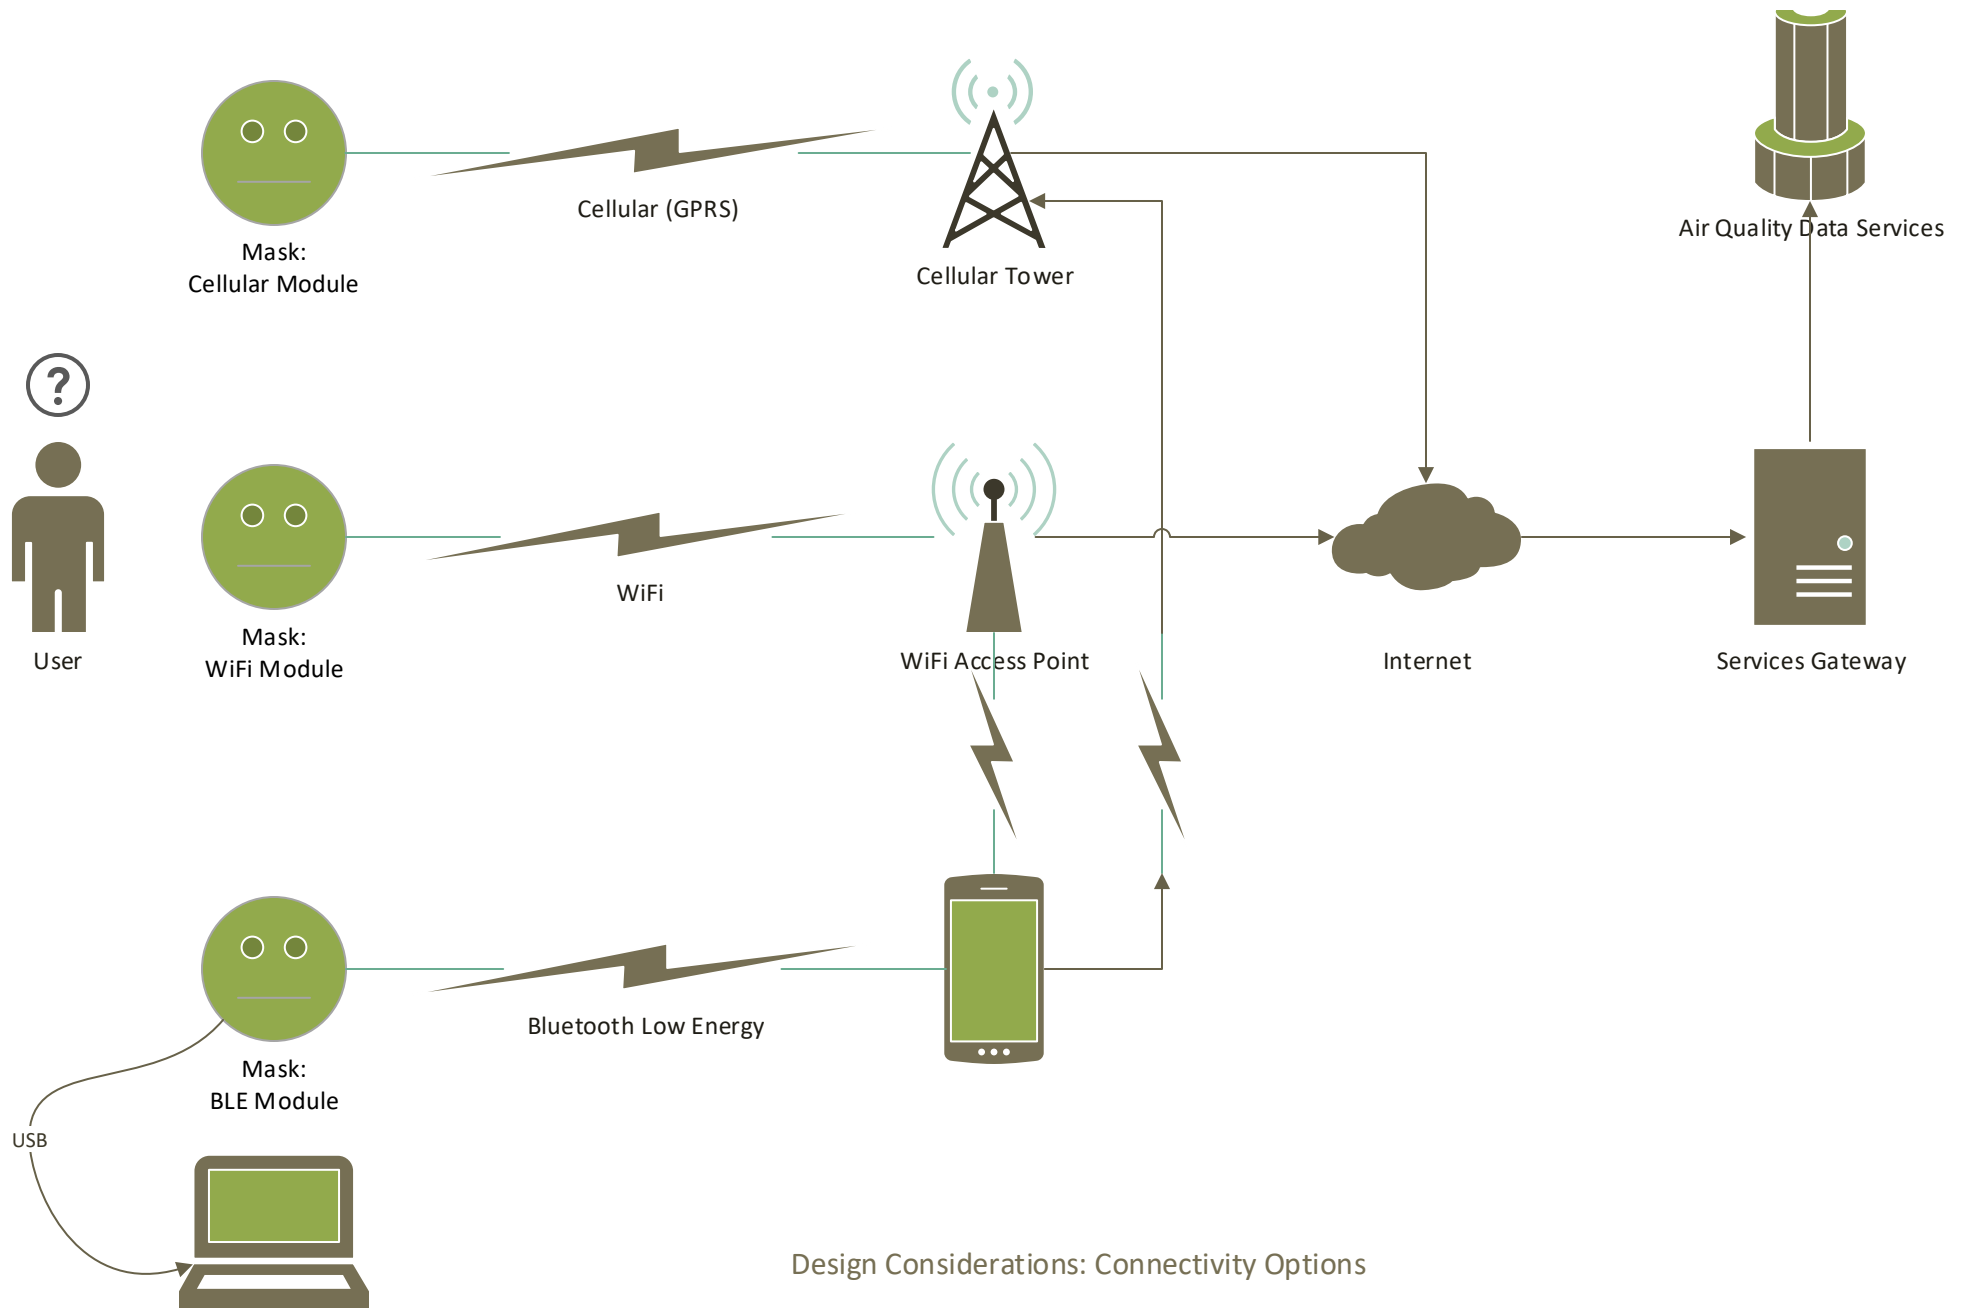 Cellular (GPRS)
Mask:
Cellular Module
Cellular Tower
Air Quality Data Services
?
User
WiFi
Mask:
WiFi Module
WiFi Access Point
Internet
Services Gateway
Bluetooth Low Energy
Mask:
BLE Module
USB
Design Considerations: Connectivity Options